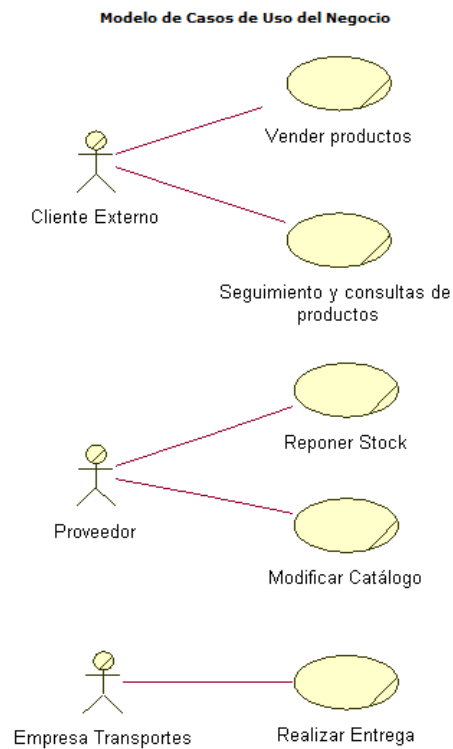 Modelo de Casos de Uso del Negocio
Vender productos
Cliente Externo
Seguimiento y consultas de
productos
Reponer Stock
Proveedor
Modificar Catálogo
Empresa Transportes
Realizar Entrega